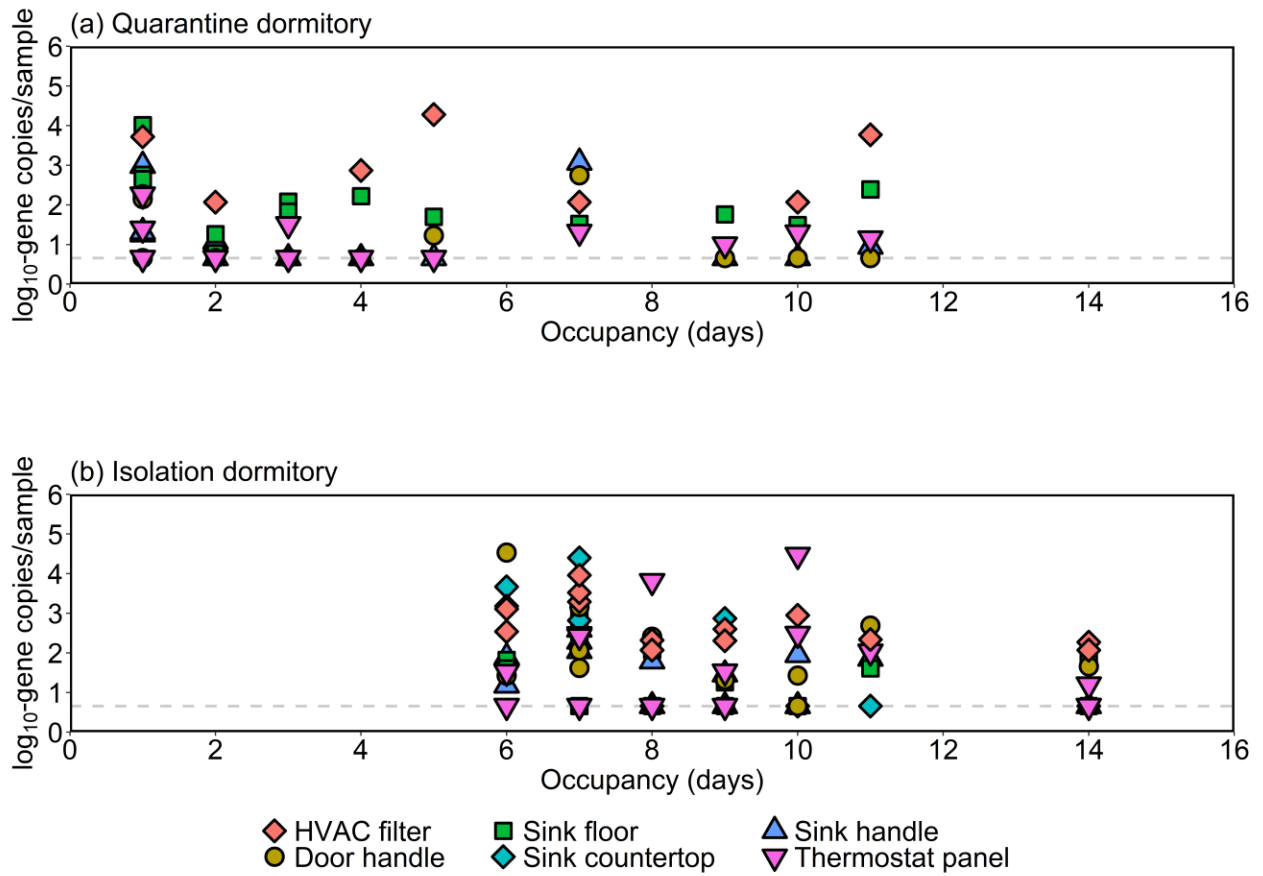 (a) Quarantine dormitory
log10-gene copies/sample
6
5
4
3
2
1
0
0 2 4 6 8 10 12 14 16
Occupancy (days)
(b) Isolation dormitory
log10-gene copies/sample
6
5
4
3
2
1
0
0 2 4 6 8 10 12 14 16
Occupancy (days)
HVAC filter Sink floor Sink handle
Door handle Sink countertop Thermostat panel